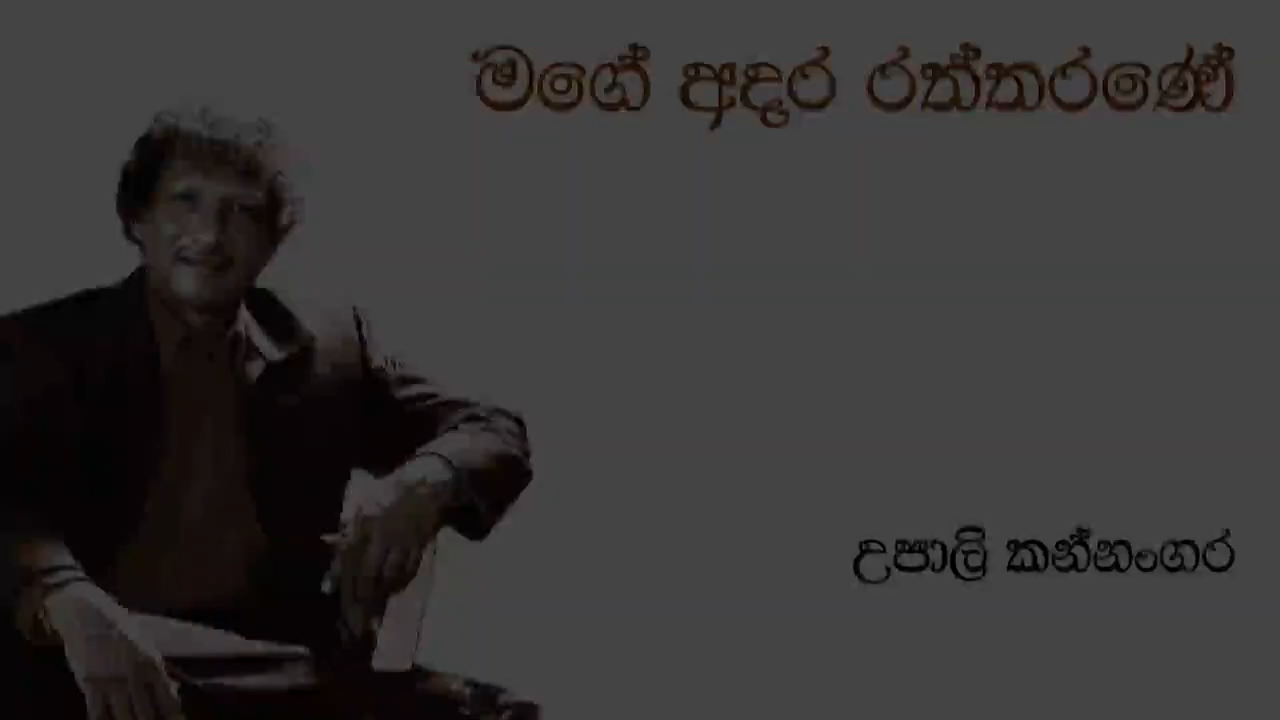 මගේ ආදර රත්තරණේ
උපාලි කන්නංගර